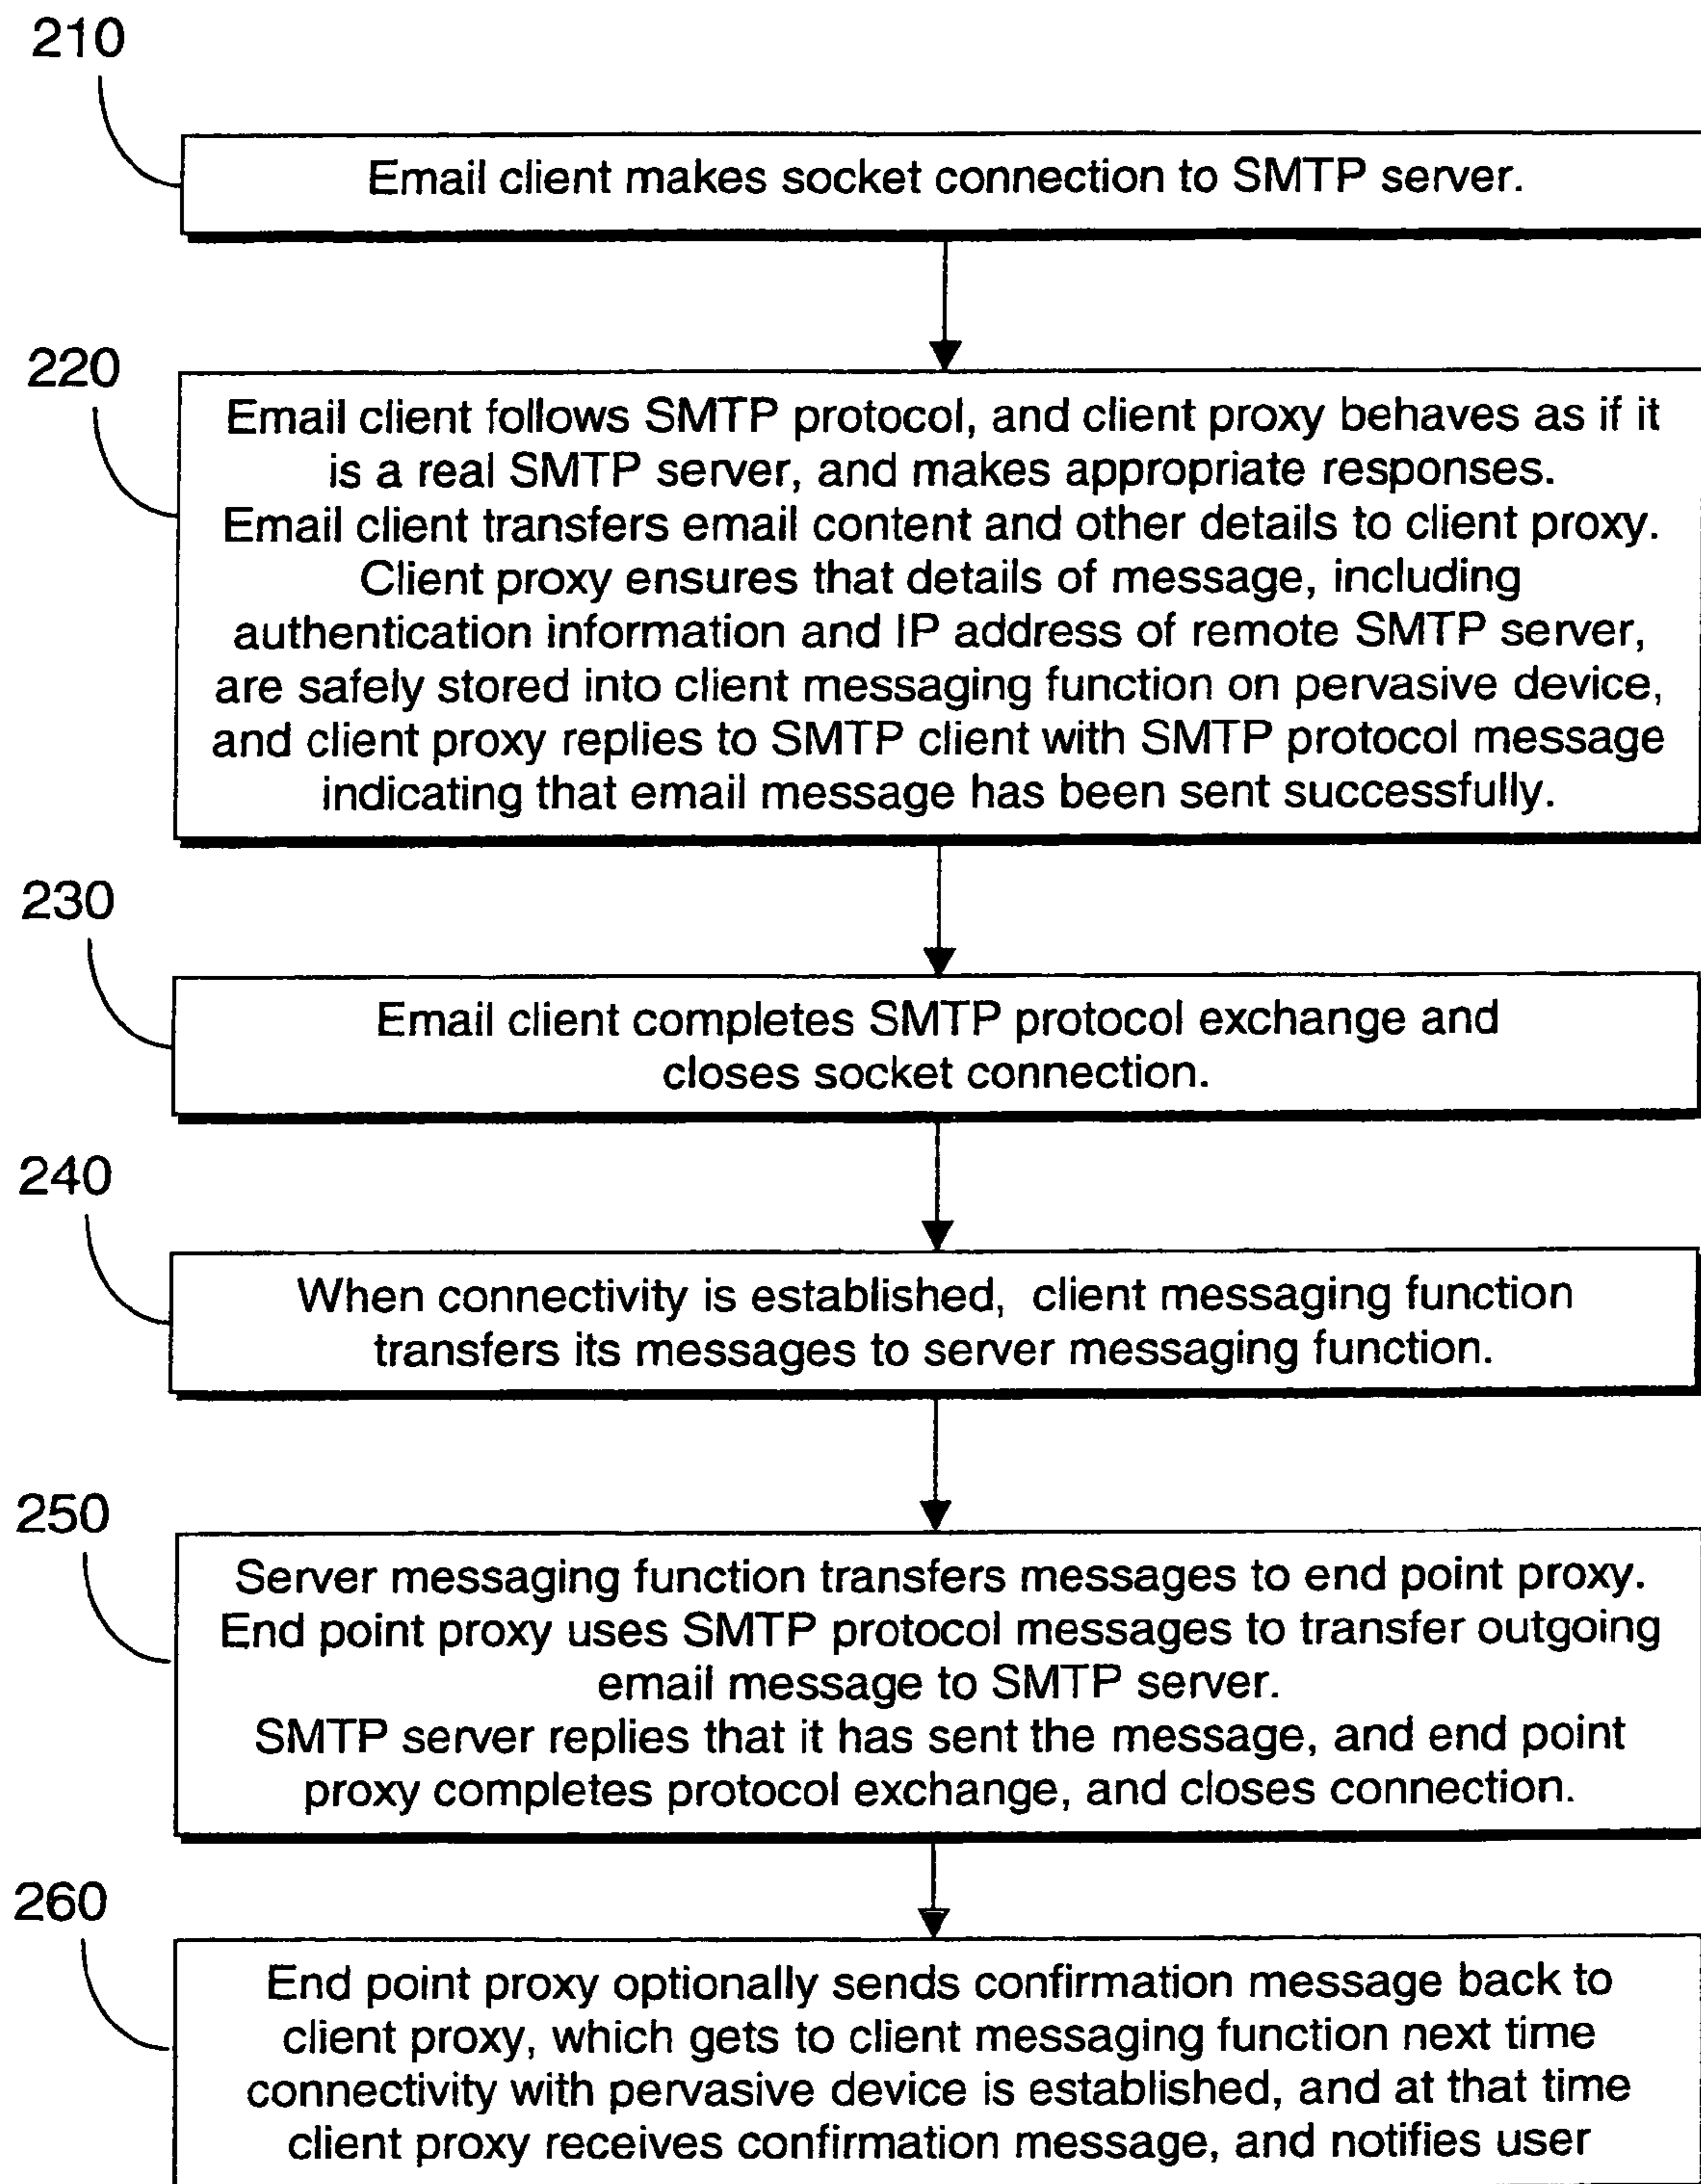 210
Email client makes socket connection to SMTP server.
220
Email client follows SMTP protocol, and client proxy behaves as if it
is a real SMTP server, and makes appropriate responses.
Email client transfers email content and other details to client proxy.
Client proxy ensures that details of message, including
authentication information and IP address of remote SMTP server,
are safely stored into client messaging function on pervasive device,
and client proxy replies to SMTP client with SMTP protocol message
indicating that email message has been sent successfully.
230
Email client completes SMTP protocol exchange and
closes socket connection.
240
When connectivity is established, client messaging function
transfers its messages to server messaging function.
250
Server messaging function transfers messages to end point proxy.
End point proxy uses SMTP protocol messages to transfer outgoing
email message to SMTP server.
SMTP server replies that it has sent the message, and end point
proxy completes protocol exchange, and closes connection.
260
End point proxy optionally sends confirmation message back to
client proxy, which gets to client messaging function next time
connectivity with pervasive device is established, and at that time
client proxy receives confirmation message, and notifies user